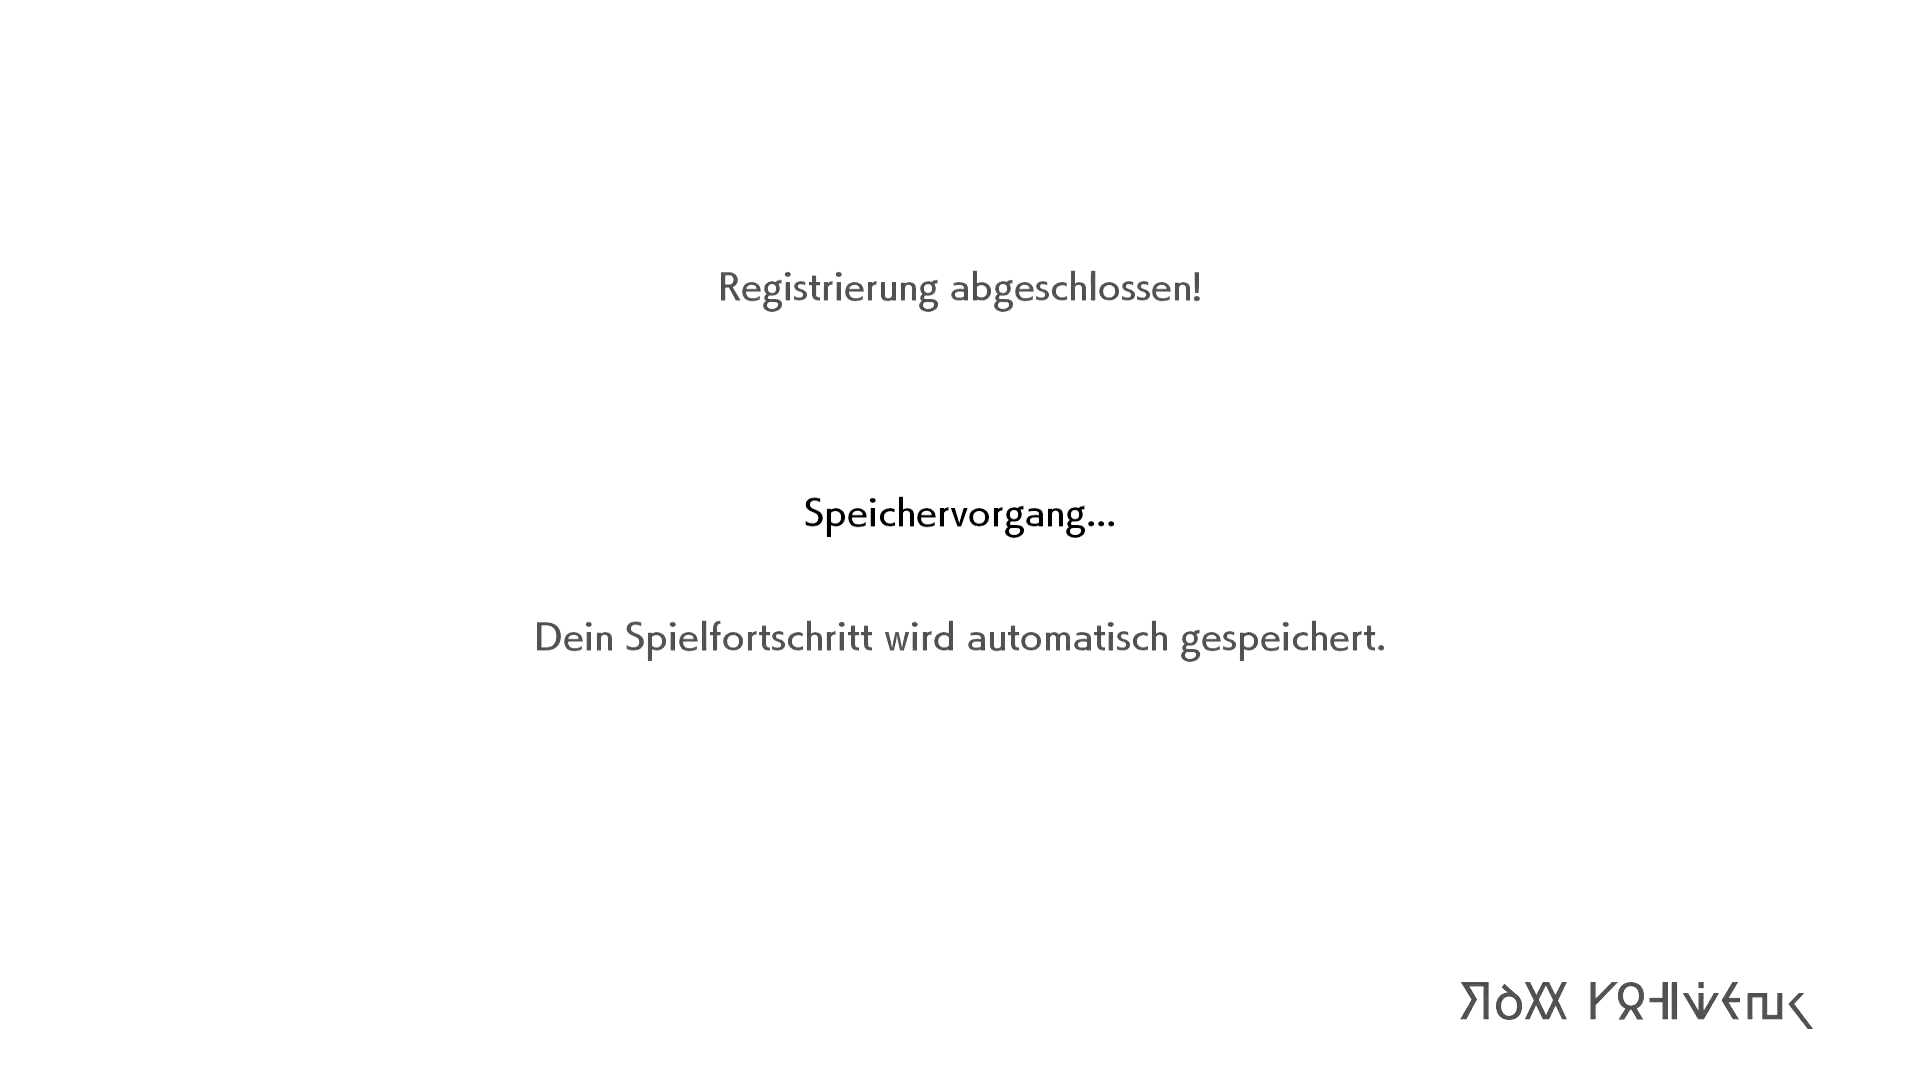 Registrierung abgeschlossen!
Speichervorgang...
Dein Spielfortschritt wird automatisch gespeichert.